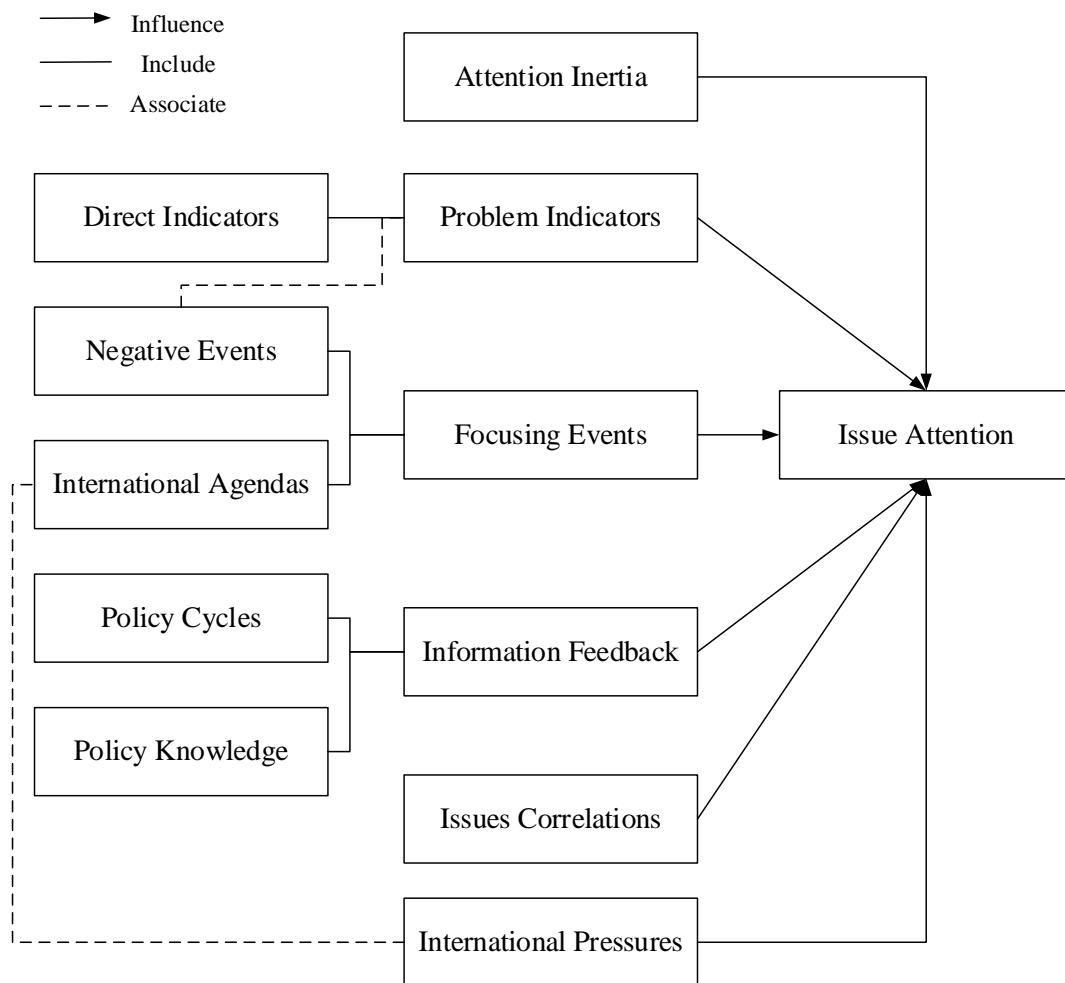 Influence
Include
Associate
Attention Inertia
Direct Indicators
Problem Indicators
Negative Events
Focusing Events
Issue Attention
International Agendas
Policy Cycles
Information Feedback
Policy Knowledge
Issues Correlations
International Pressures